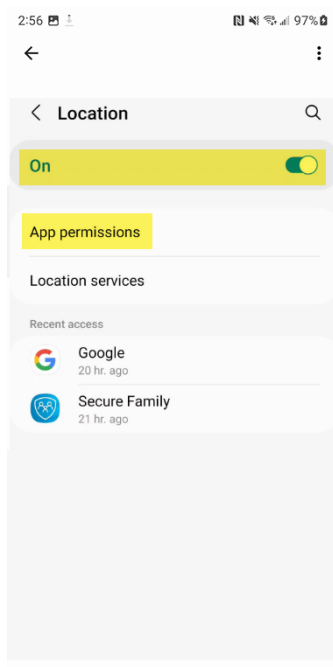 2:56 97%
Location
On
App permissions
Location services
Recent access
Google
20 hr. ago
Secure Family
21 hr. ago